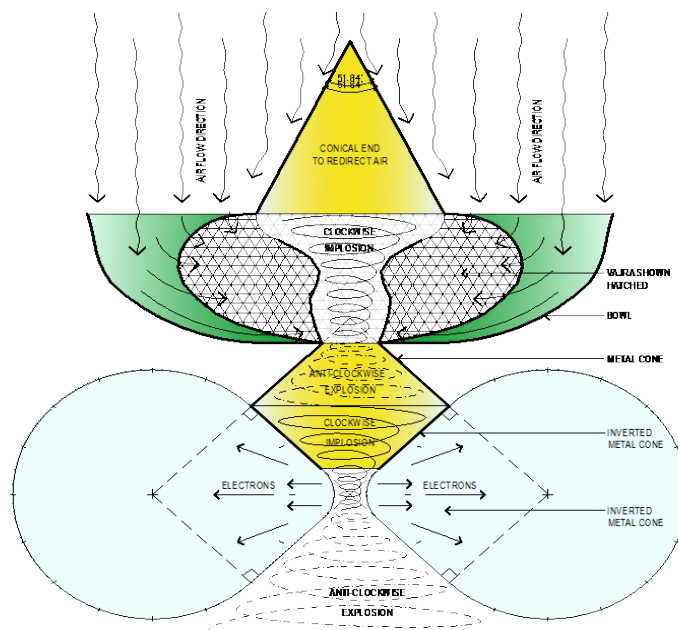 51.84°
51.84°
CONICAL END
TO REDIRECT AIR
AIR FLOW DIRECTION
AIR FLOW DIRECTION
CLOCKWISE
IMPLOSION
VAJRA SHOWN
HATCHED
BOWL
METAL CONE
ANTI-CLOCKWISE
EXPLOSION
CLOCKWISE
IMPLOSION
INVERTED
METAL CONE
ELECTRONS
ELECTRONS
INVERTED
METAL CONE
ANTI-CLOCKWISE
EXPLOSION